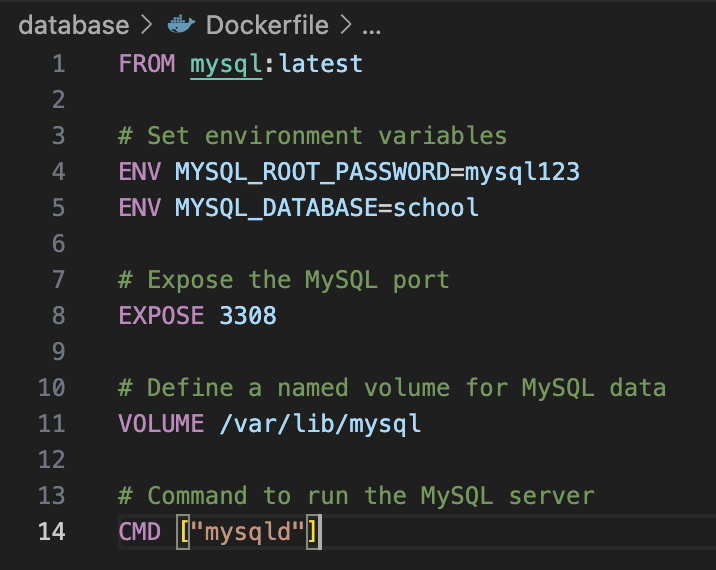 database > Dockerfile > ...
1 FROM mysql:latest
2
3 # Set environment variables
4 ENV MYSQL_ROOT_PASSWORD=mysql123
5 ENV MYSQL_DATABASE=school
6
7 # Expose the MySQL port
8 EXPOSE 3308
9
10 # Define a named volume for MySQL data
11 VOLUME /var/lib/mysql
12
13 # Command to run the MySQL server
14 CMD ["mysqld"]